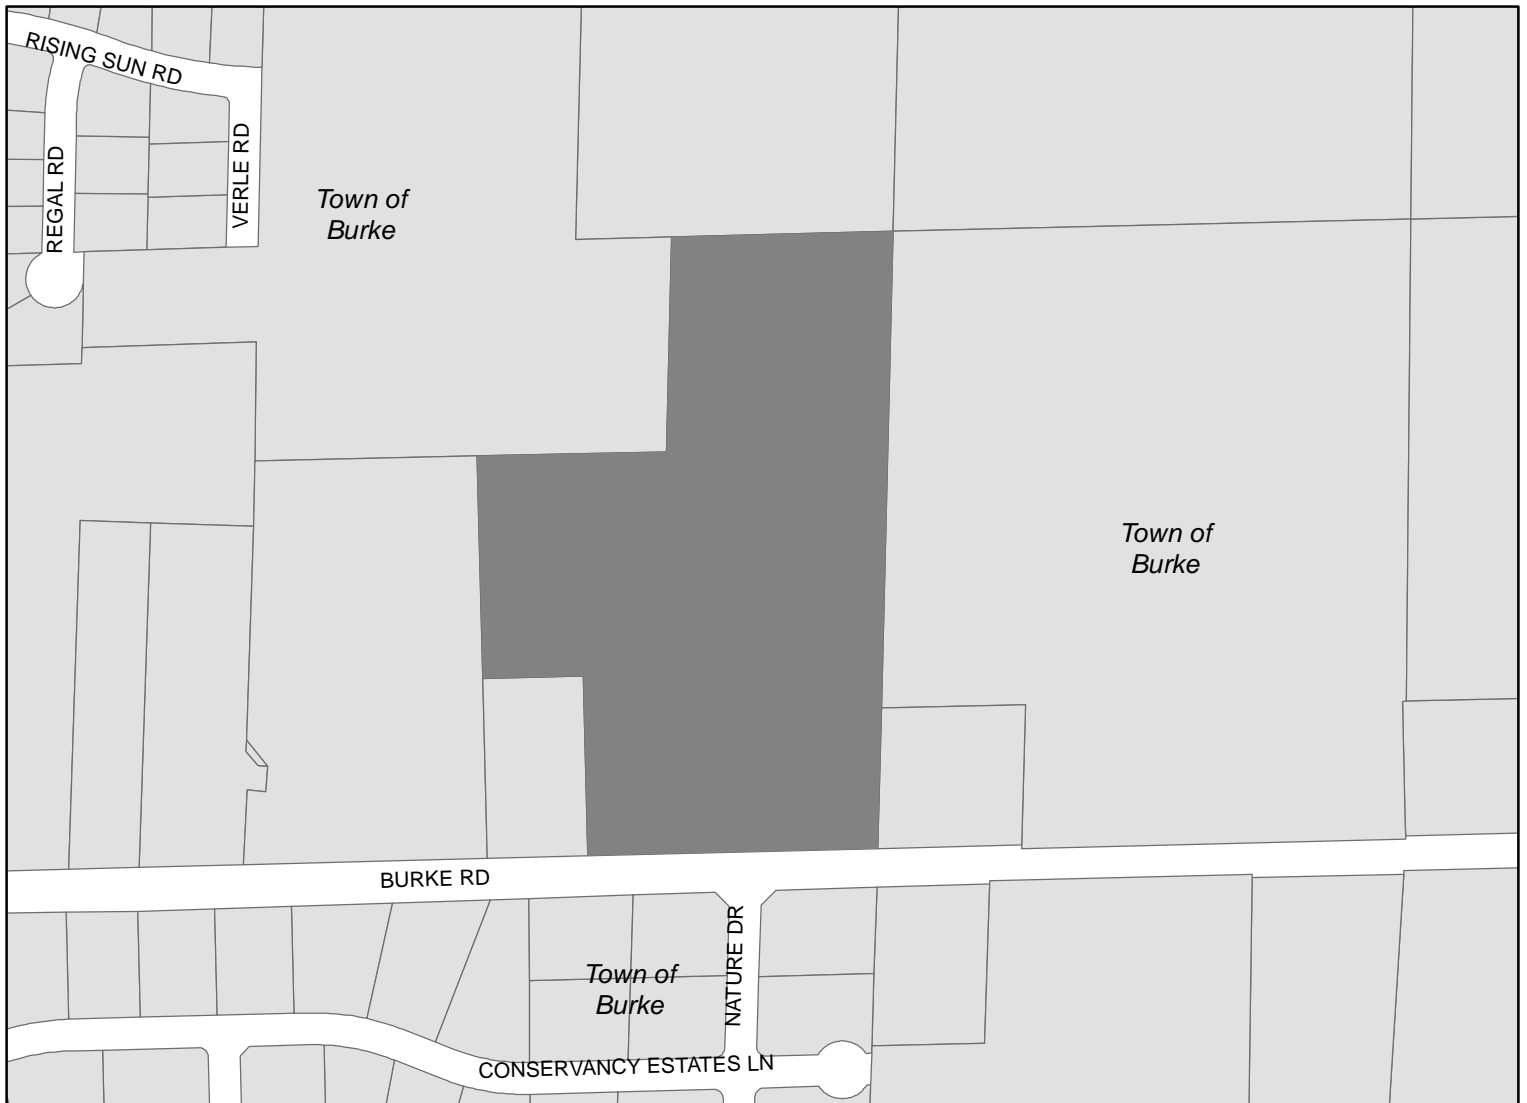 RISING SUN RD
REGAL RD
VERLE RD
Town of
Burke
Town of
Burke
BURKE RD
NATURE DR
Town of
Burke
CONSERVANCY ESTATES LN